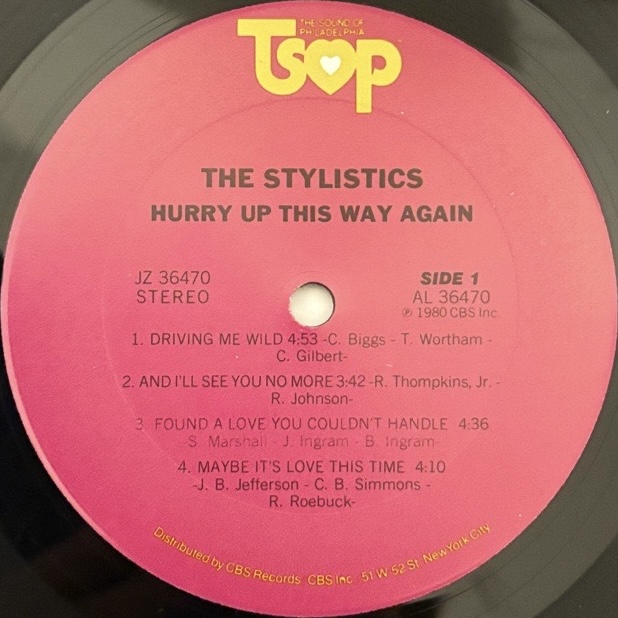 THE SOUND OF
PHILADELPHIA
TSOP
THE STYLISTICS
HURRY UP THIS WAY AGAIN
JZ 36470
STEREO
SIDE 1
AL 36470
℗ 1980 CBS Inc.
1. DRIVING ME WILD 4:53 -C. Biggs - T. Wortham -
C. Gilbert-
2. AND I'LL SEE YOU NO MORE 3:42 -R. Thompkins, Jr. -
R. Johnson-
3. FOUND A LOVE YOU COULDN'T HANDLE 4:36
-S. Marshall - J. Ingram - B. Ingram-
4. MAYBE IT'S LOVE THIS TIME 4:10
-J. B. Jefferson - C. B. Simmons -
R. Roebuck-
Distributed by CBS Records CBS Inc. 51 W 52 St. New York City